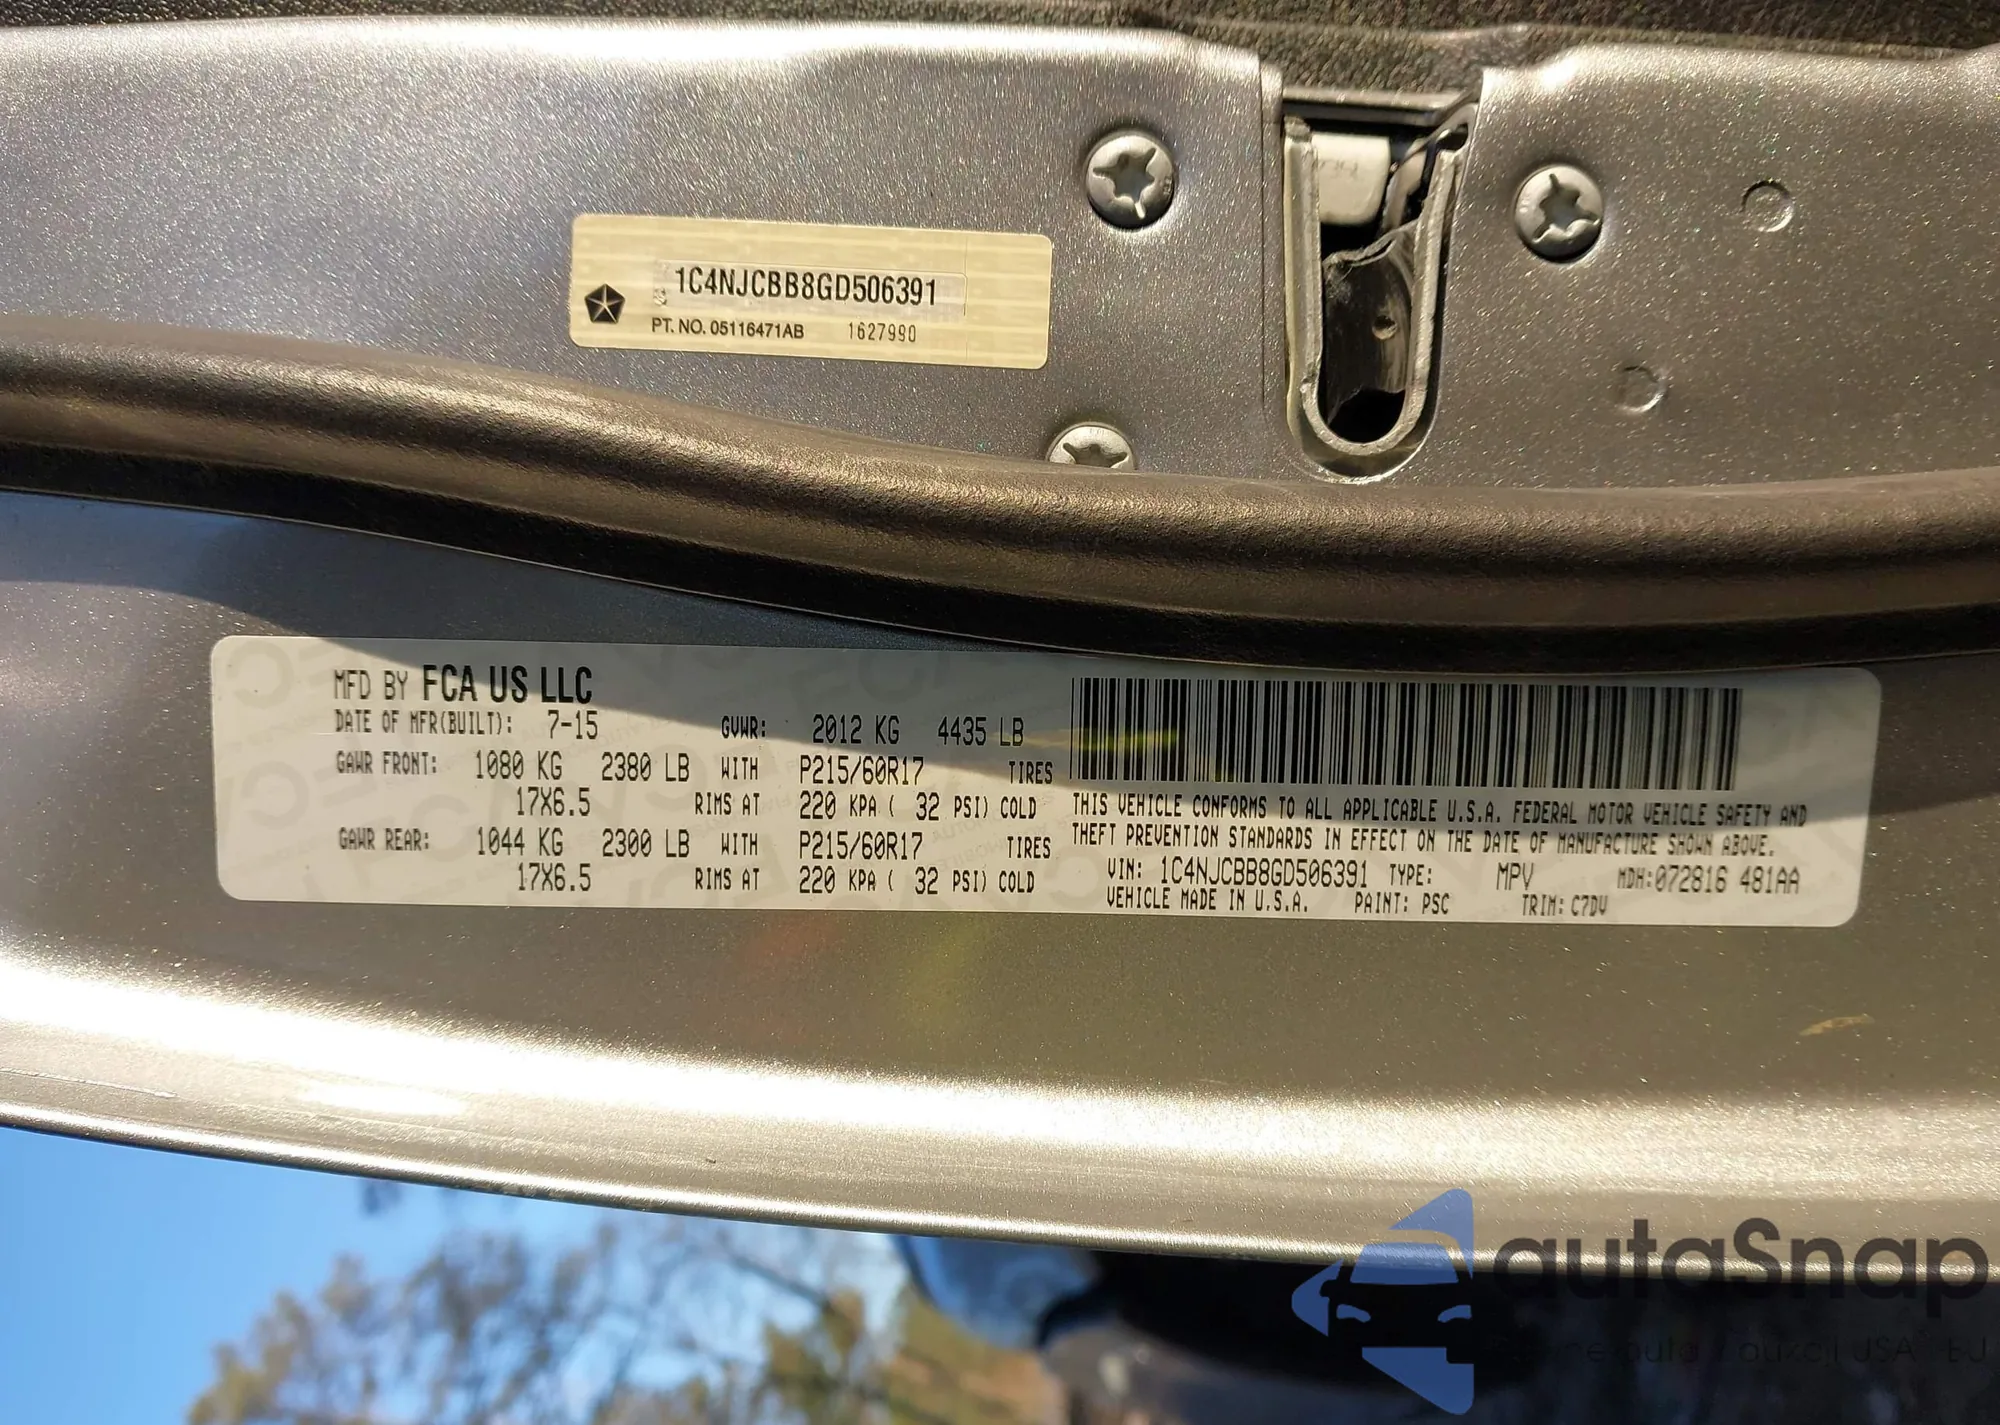 1C4NJCBB8GD506391
PT. NO. 05116471AB 1627990
MFD BY FCA US LLC
DATE OF MFR(BUILT): 7-15 GVWR: 2012 KG 4435 LB
GAWR FRONT: 1080 KG 2380 LB WITH P215/60R17 TIRES
17X6.5 RIMS AT 220 KPA ( 32 PSI) COLD
GAWR REAR: 1044 KG 2300 LB WITH P215/60R17 TIRES
17X6.5 RIMS AT 220 KPA ( 32 PSI) COLD
THIS VEHICLE CONFORMS TO ALL APPLICABLE U.S.A. FEDERAL MOTOR VEHICLE SAFETY AND
THEFT PREVENTION STANDARDS IN EFFECT ON THE DATE OF MANUFACTURE SHOWN ABOVE.
VIN: 1C4NJCBB8GD506391 TYPE: MPV MDH:072816 481AA
VEHICLE MADE IN U.S.A. PAINT: PSC TRIM: C7DV
autaSnap
USA EU